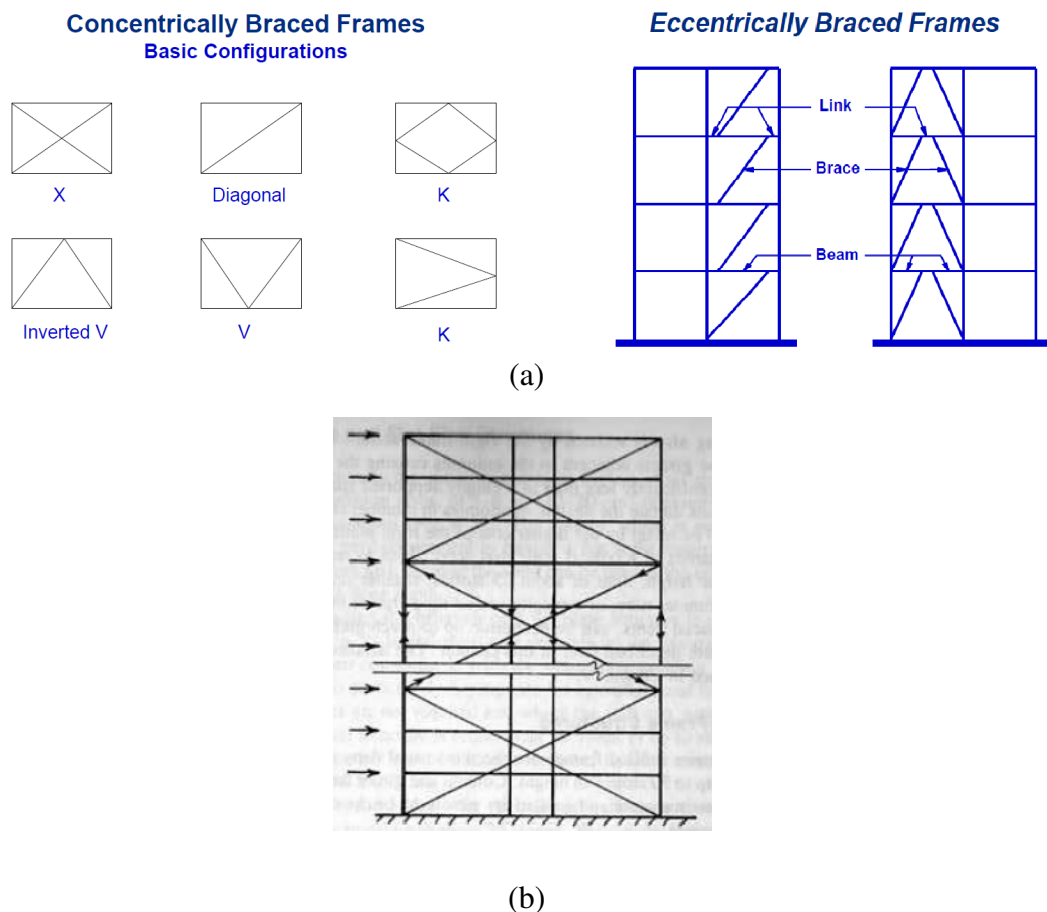 Concentrically Braced Frames
Basic Configurations
X
Diagonal
K
Inverted V
V
K
Eccentrically Braced Frames
Link
Brace
Beam
(a)
(b)